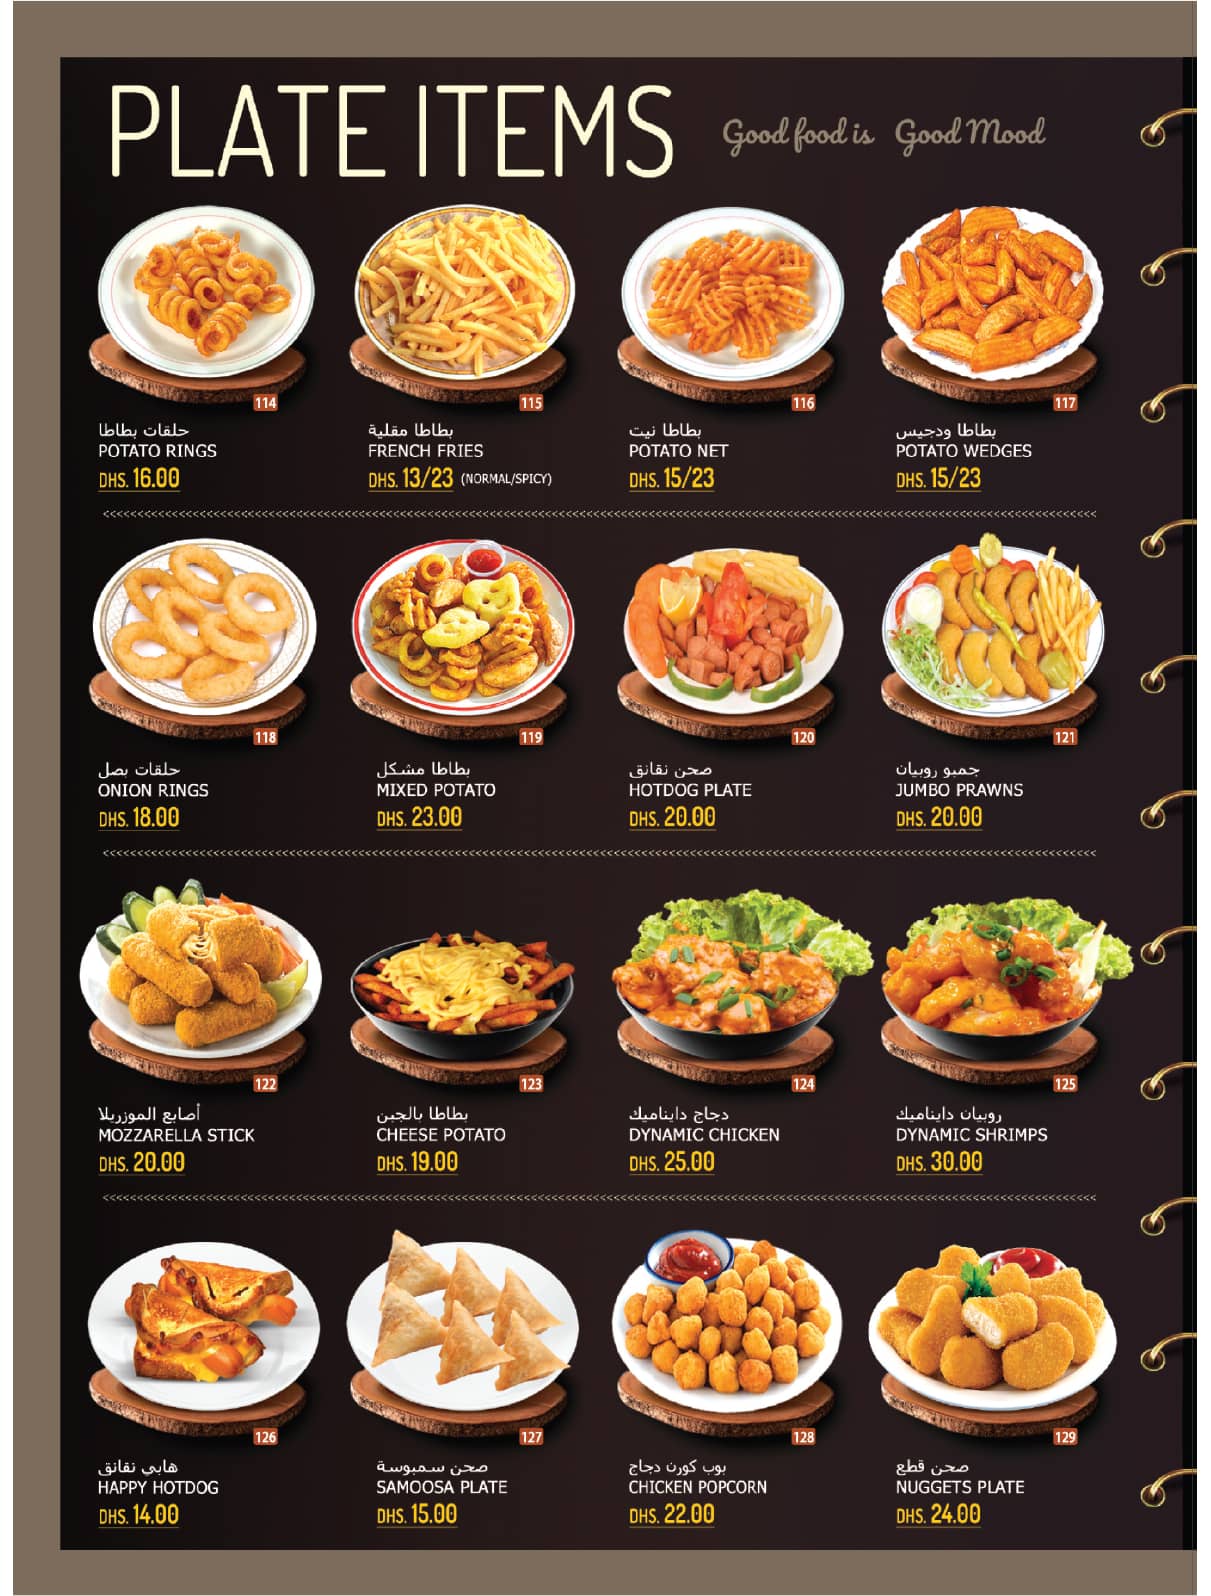 PLATE ITEMS
Good food is Good Mood
114
حلقات بطاطا
POTATO RINGS
DHS. 16.00
115
بطاطا مقلية
FRENCH FRIES
DHS. 13/23 (NORMAL/SPICY)
116
بطاطا نيت
POTATO NET
DHS. 15/23
117
بطاطا ودجيس
POTATO WEDGES
DHS. 15/23
118
حلقات بصل
ONION RINGS
DHS. 18.00
119
بطاطا مشكل
MIXED POTATO
DHS. 23.00
120
صحن نقانق
HOTDOG PLATE
DHS. 20.00
121
جمبو روبيان
JUMBO PRAWNS
DHS. 20.00
122
أصابع الموزريلا
MOZZARELLA STICK
DHS. 20.00
123
بطاطا بالجبن
CHEESE POTATO
DHS. 19.00
124
دجاج دايناميك
DYNAMIC CHICKEN
DHS. 25.00
125
روبيان دايناميك
DYNAMIC SHRIMPS
DHS. 30.00
126
هابي نقانق
HAPPY HOTDOG
DHS. 14.00
127
صحن سمبوسة
SAMOOSA PLATE
DHS. 15.00
128
بوب كورن دجاج
CHICKEN POPCORN
DHS. 22.00
129
صحن قطع
NUGGETS PLATE
DHS. 24.00